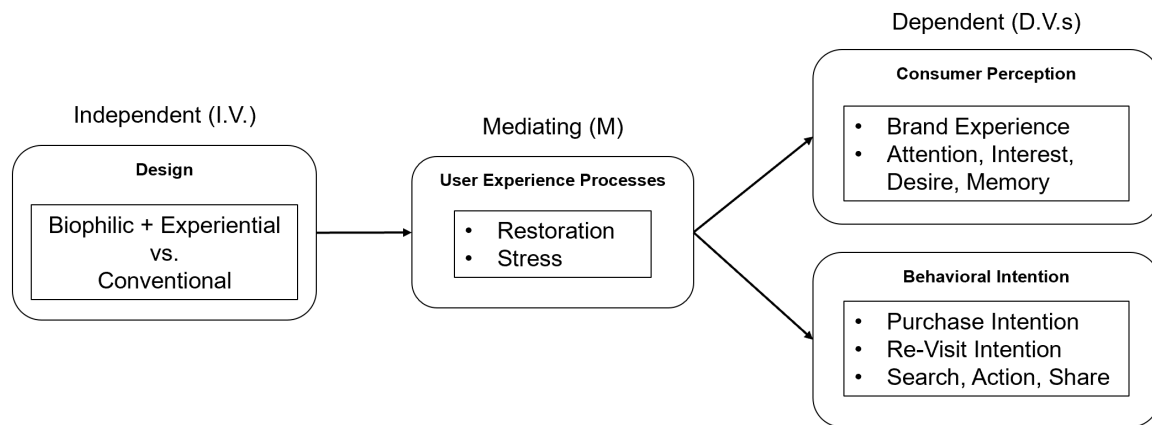 Independent (I.V.)
Design
Biophilic + Experiential
vs.
Conventional
Mediating (M)
User Experience Processes
• Restoration
• Stress
Dependent (D.V.s)
Consumer Perception
• Brand Experience
• Attention, Interest,
Desire, Memory
Behavioral Intention
• Purchase Intention
• Re-Visit Intention
• Search, Action, Share